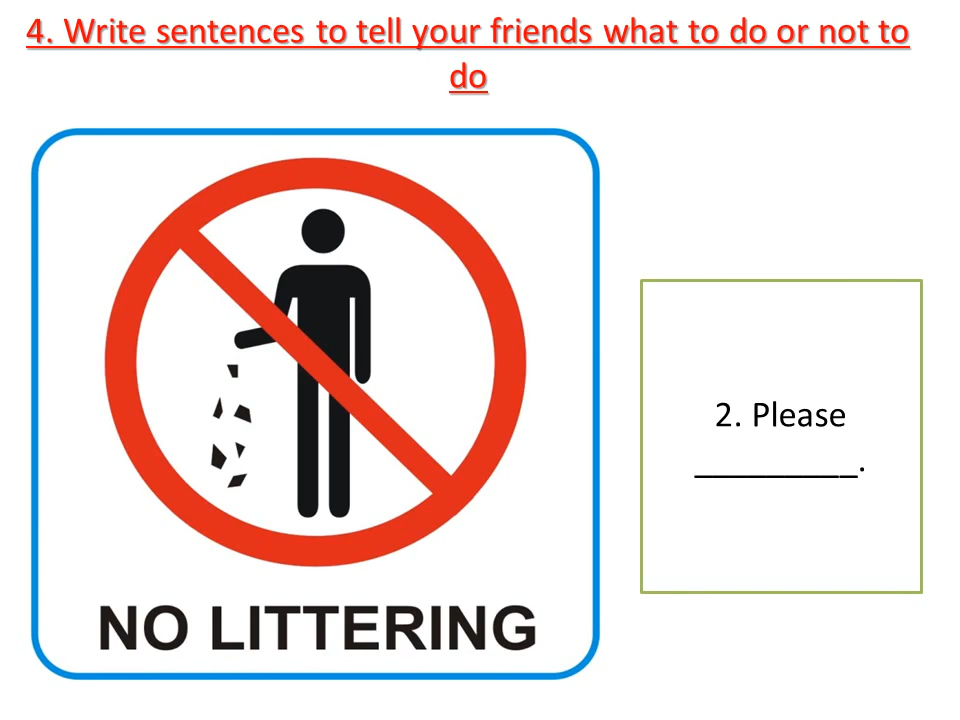 4. Write sentences to tell your friends what to do or not to
do
NO LITTERING
2. Please
_________.